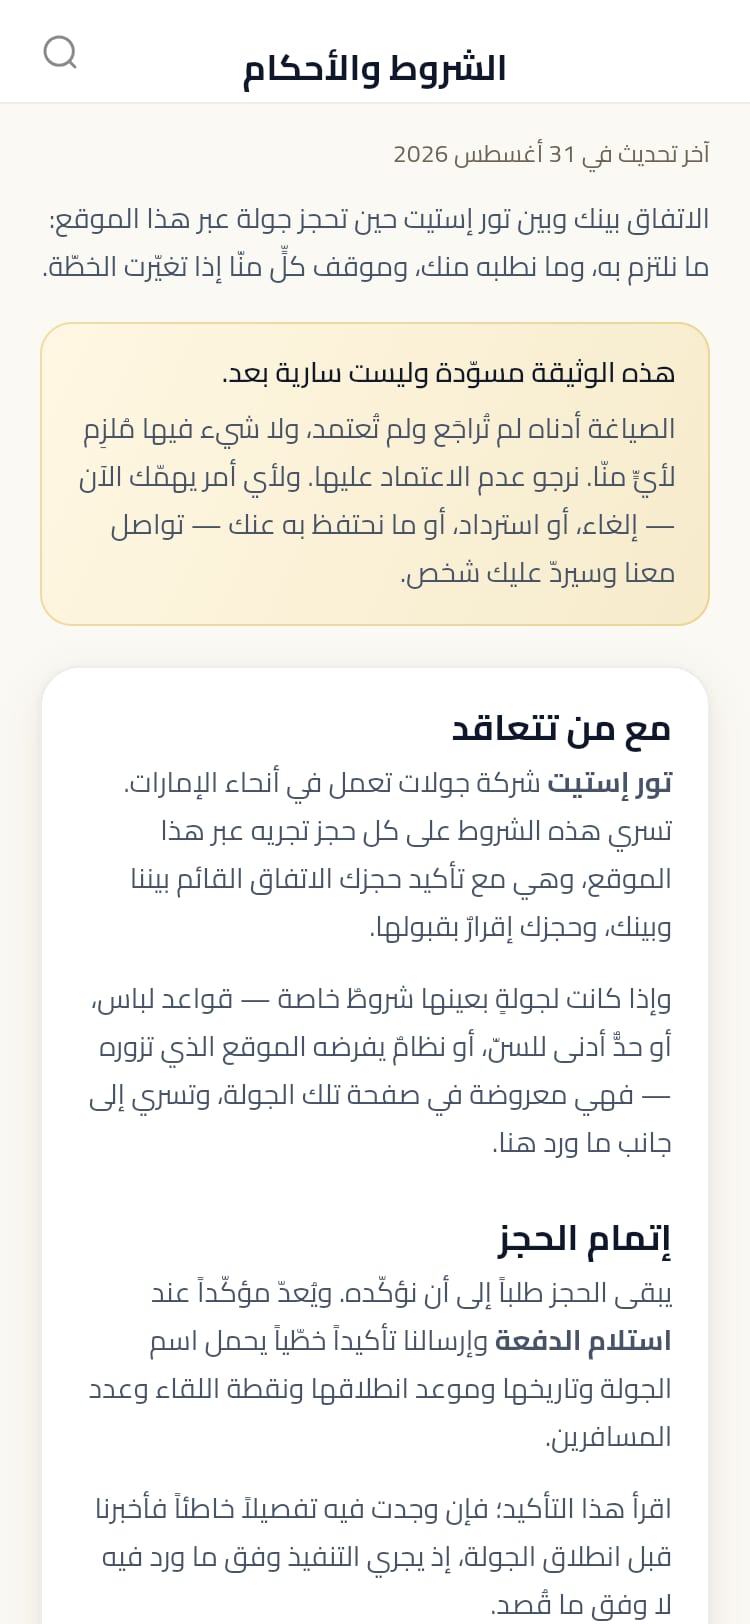 الشروط والأحكام
آخر تحديث في 31 أغسطس 2026
الاتفاق بينك وبين تور إستيت حين تحجز جولة عبر هذا الموقع:
ما نلتزم به، وما نطلبه منك، وموقف كلٍّ منّا إذا تغيّرت الخطّة.
هذه الوثيقة مسوّدة وليست سارية بعد.
الصياغة أدناه لم تُراجَع ولم تُعتمد، ولا شيء فيها مُلزِم
لأيٍّ منّا. نرجو عدم الاعتماد عليها. ولأي أمر يهمّك الآن
— إلغاء، أو استرداد، أو ما نحتفظ به عنك — تواصل
معنا وسيردّ عليك شخص.
مع من تتعاقد
تور إستيت شركة جولات تعمل في أنحاء الإمارات.
تسري هذه الشروط على كل حجز تجريه عبر هذا
الموقع، وهي مع تأكيد حجزك الاتفاق القائم بيننا
وبينك، وحجزك إقرارٌ بقبولها.
وإذا كانت لجولةٍ بعينها شروطٌ خاصة — قواعد لباس،
أو حدٌّ أدنى للسنّ، أو نظامٌ يفرضه الموقع الذي تزوره
— فهي معروضة في صفحة تلك الجولة، وتسري إلى
جانب ما ورد هنا.
إتمام الحجز
يبقى الحجز طلباً إلى أن نؤكّده. ويُعدّ مؤكّداً عند
استلام الدفعة وإرسالنا تأكيداً خطّياً يحمل اسم
الجولة وتاريخها وموعد انطلاقها ونقطة اللقاء وعدد
المسافرين.
اقرأ هذا التأكيد؛ فإن وجدت فيه تفصيلاً خاطئاً فأخبرنا
قبل انطلاق الجولة، إذ يجري التنفيذ وفق ما ورد فيه
لا وفق ما قُصد.